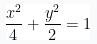 x²/4 + y²/2 = 1